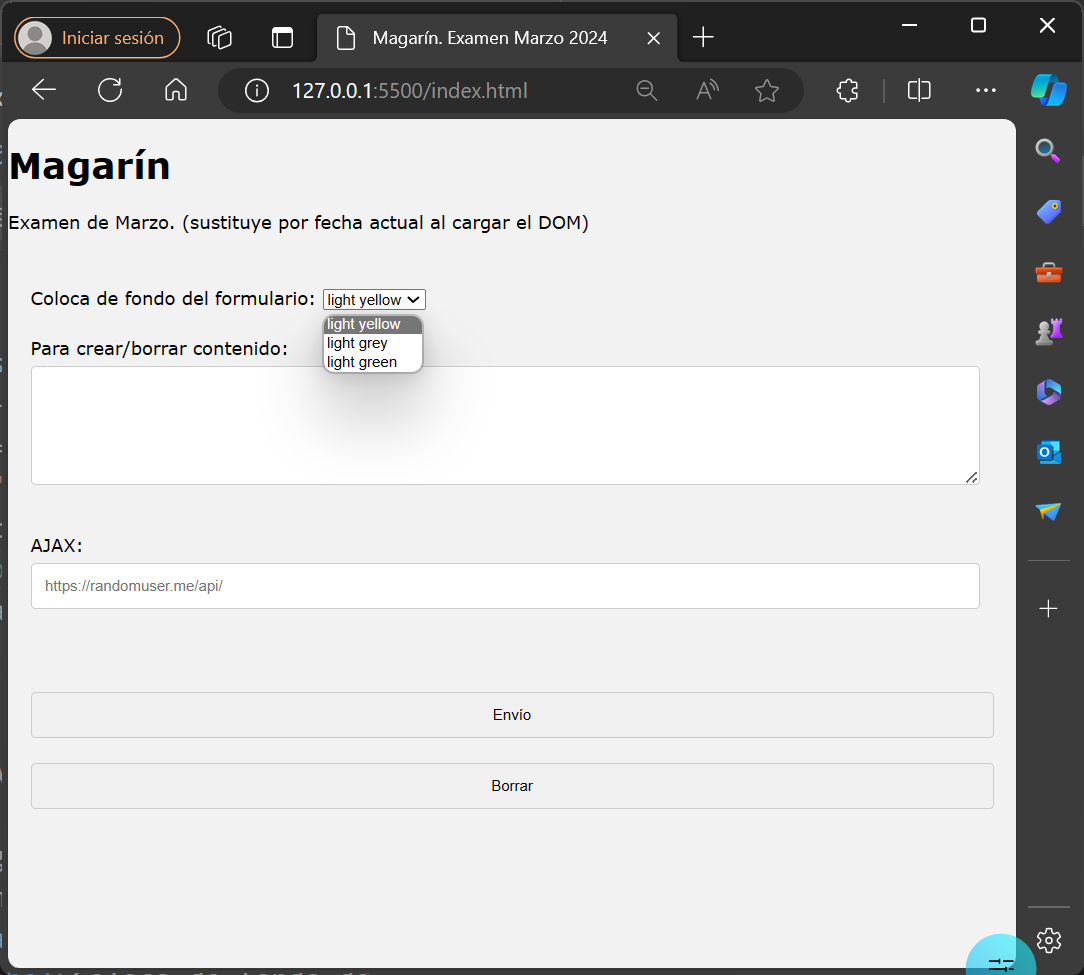 Iniciar sesión
Magarín. Examen Marzo 2024
127.0.0.1:5500/index.html
Magarín
Examen de Marzo. (sustituye por fecha actual al cargar el DOM)
Coloca de fondo del formulario: light yellow
light yellow
light grey
light green
Para crear/borrar contenido:
AJAX:
https://randomuser.me/api/
Envío
Borrar